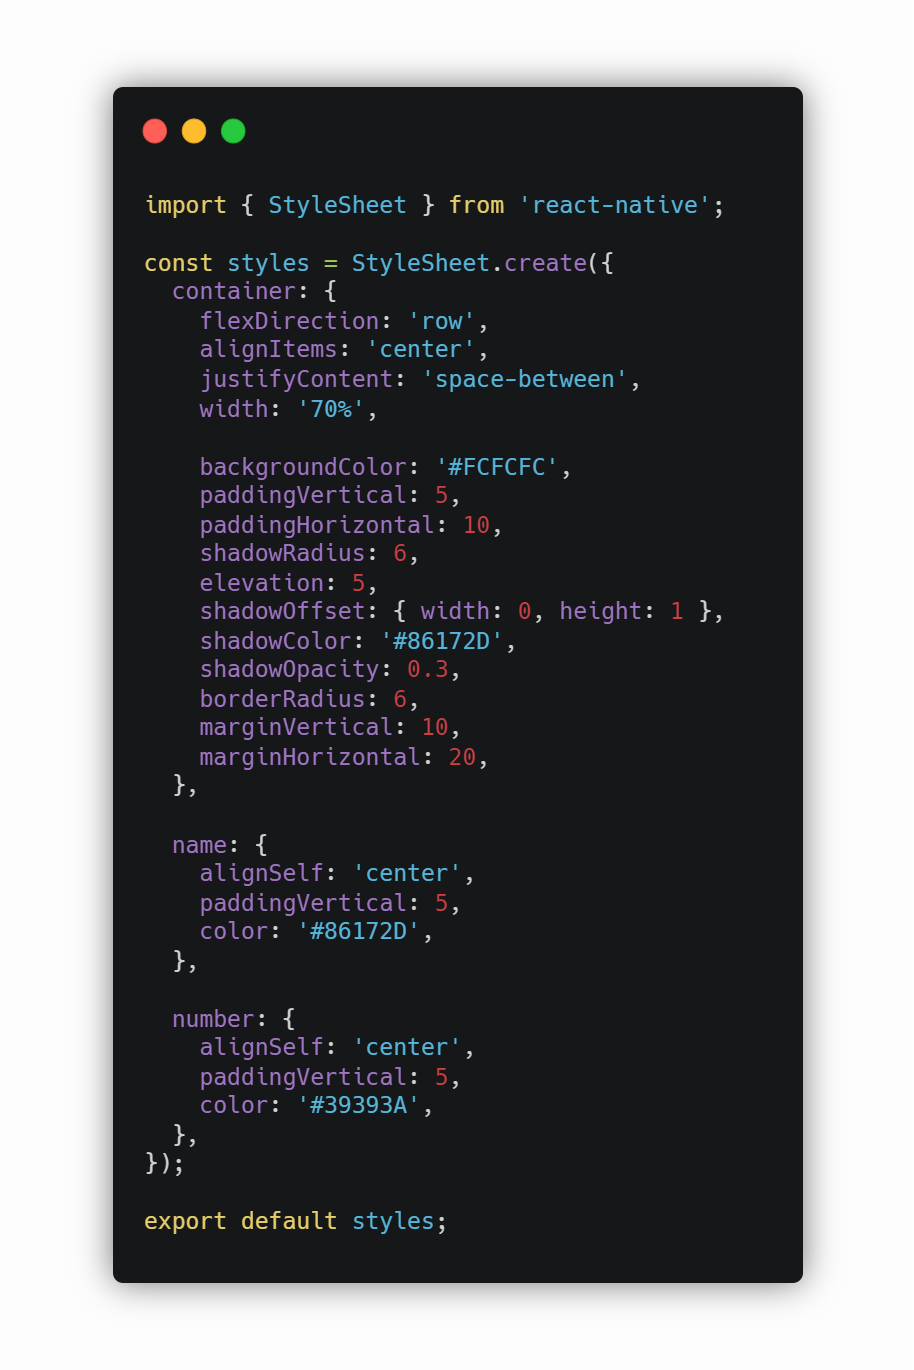 import { StyleSheet } from 'react-native';

const styles = StyleSheet.create({
  container: {
    flexDirection: 'row',
    alignItems: 'center',
    justifyContent: 'space-between',
    width: '70%',

    backgroundColor: '#FCFCFC',
    paddingVertical: 5,
    paddingHorizontal: 10,
    shadowRadius: 6,
    elevation: 5,
    shadowOffset: { width: 0, height: 1 },
    shadowColor: '#86172D',
    shadowOpacity: 0.3,
    borderRadius: 6,
    marginVertical: 10,
    marginHorizontal: 20,
  },

  name: {
    alignSelf: 'center',
    paddingVertical: 5,
    color: '#86172D',
  },

  number: {
    alignSelf: 'center',
    paddingVertical: 5,
    color: '#39393A',
  },
});

export default styles;